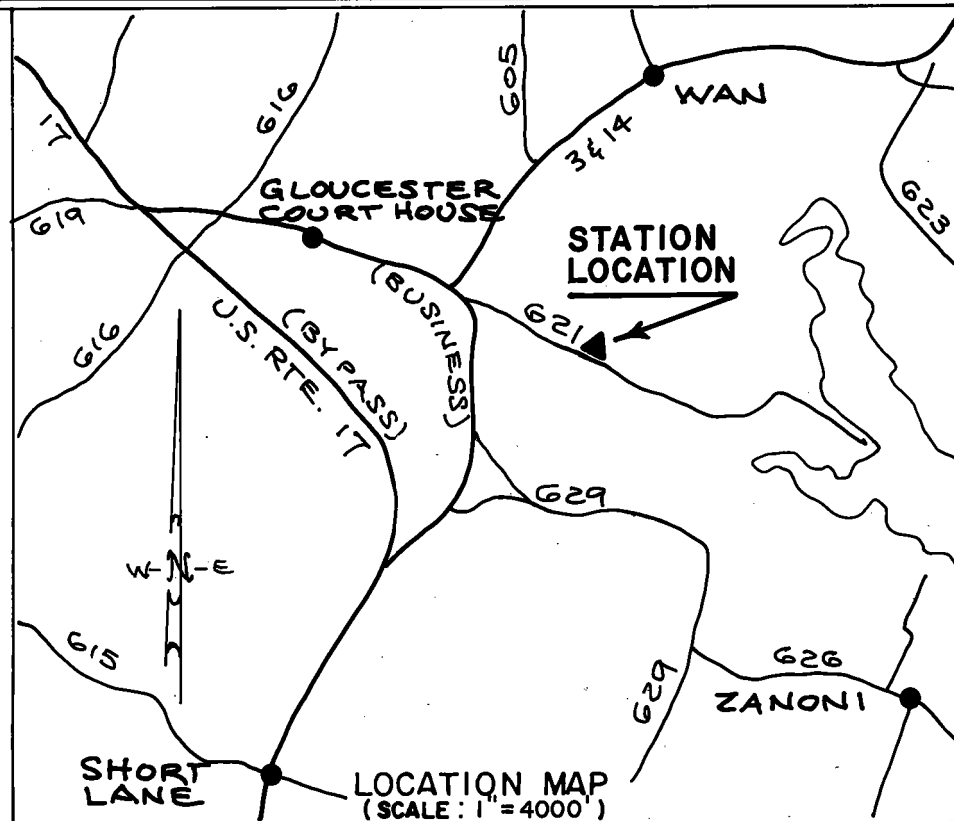 17
616
605
WAN
3&14
GLOUCESTER
COURT HOUSE
619
623
STATION
LOCATION
(BUSINESS)
621
616
U.S. RTE. 17
(BYPASS)
629
W-N-E
615
629
626
ZANONI
SHORT
LANE
LOCATION MAP
(SCALE: 1"=4000')